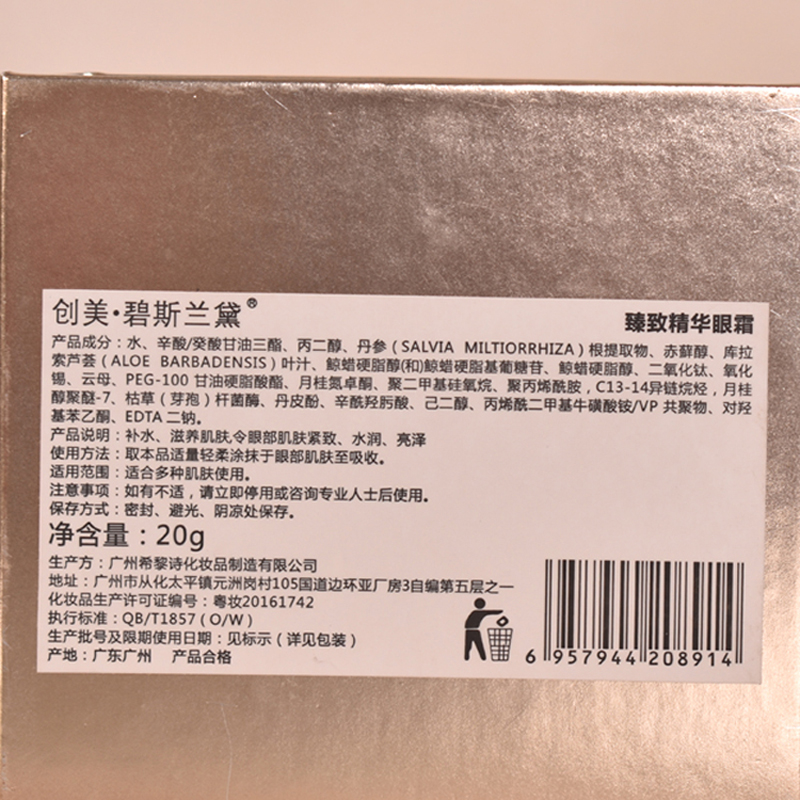 创美·碧斯兰黛®
臻致精华眼霜
产品成分：水、辛酸/癸酸甘油三酯、丙二醇、丹参（SALVIA MILTIORRHIZA）根提取物、赤藓醇、库拉
索芦荟（ALOE BARBADENSIS）叶汁、鲸蜡硬脂醇(和)鲸蜡硬脂基葡糖苷、鲸蜡硬脂醇、二氧化钛、氧化
锡、云母、PEG-100 甘油硬脂酸酯、月桂氮卓酮、聚二甲基硅氧烷、聚丙烯酰胺，C13-14异链烷烃，月桂
醇聚醚-7、枯草（芽孢）杆菌酶、丹皮酚、辛酰羟肟酸、己二醇、丙烯酰二甲基牛磺酸铵/VP 共聚物、对羟
基苯乙酮、EDTA 二钠。
产品说明：补水、滋养肌肤,令眼部肌肤紧致、水润、亮泽
使用方法：取本品适量轻柔涂抹于眼部肌肤至吸收。
适用范围：适合多种肌肤使用。
注意事项：如有不适，请立即停用或咨询专业人士后使用。
保存方式：密封、避光、阴凉处保存。
净含量：20g
生产方：广州希黎诗化妆品制造有限公司
地址：广州市从化太平镇元洲岗村105国道边环亚厂房3自编第五层之一
化妆品生产许可证编号：粤妆20161742
执行标准：QB/T1857（O/W）
生产批号及限期使用日期：见标示（详见包装）
产地：广东广州 产品合格
6 957944 208914